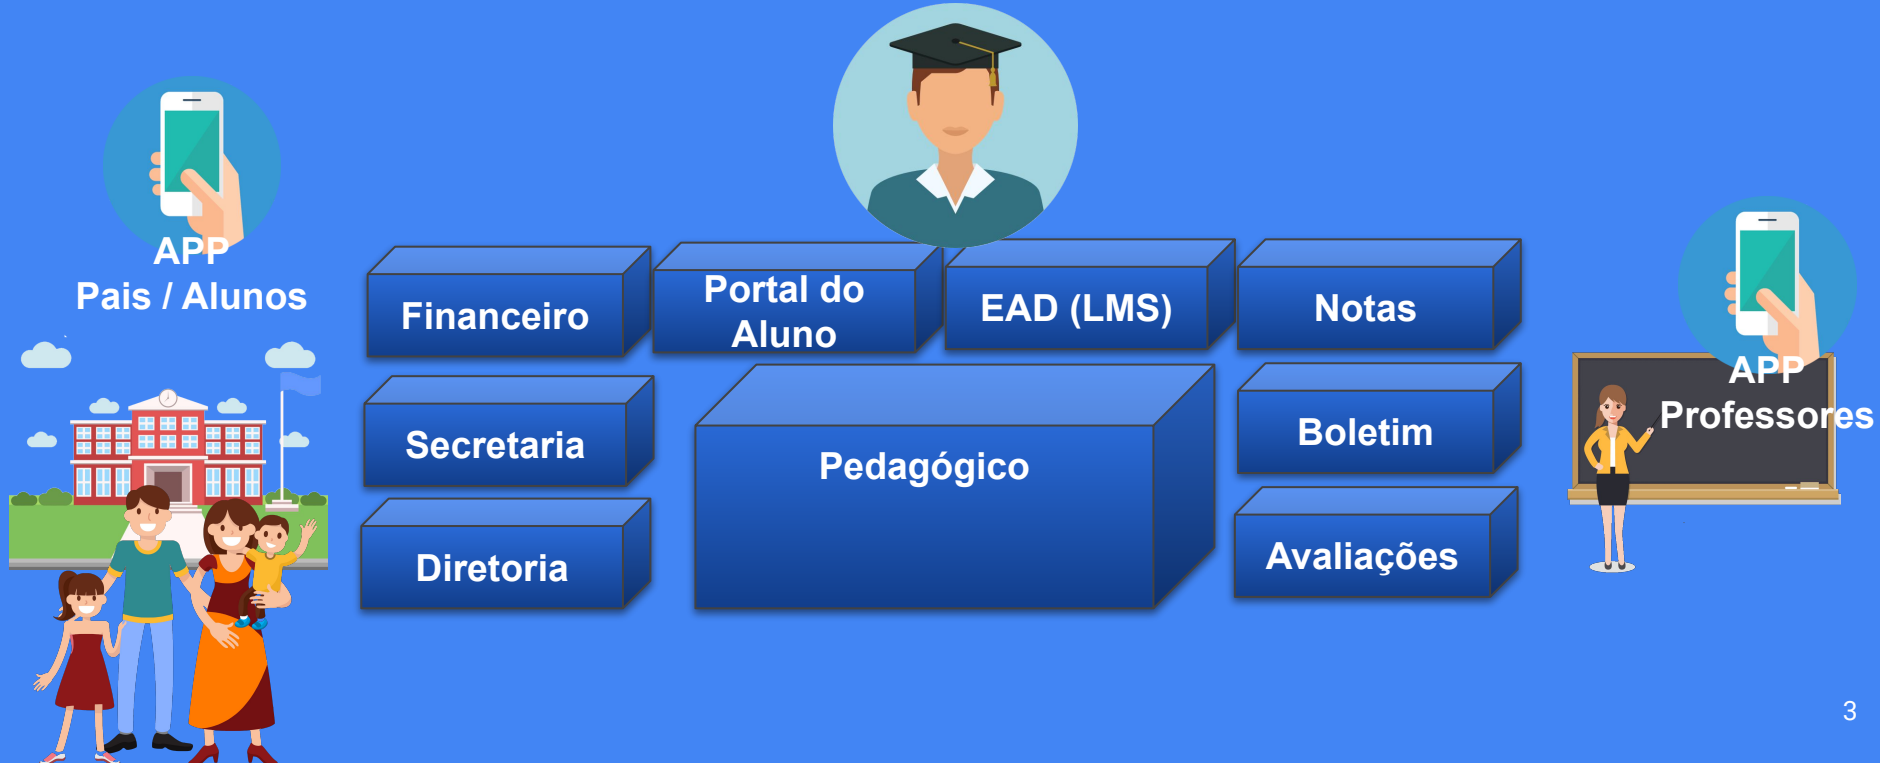 APP
Pais / Alunos
Financeiro
Portal do
Aluno
EAD (LMS)
Notas
APP
Professores
Secretaria
Pedagógico
Boletim
Diretoria
Avaliações
3